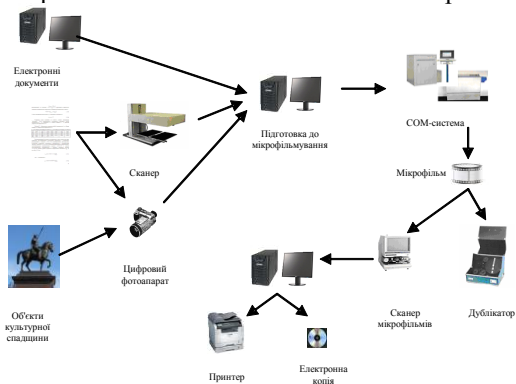 Електронні
документи
Сканер
Підготовка до
мікрофільмування
COM-система
Мікрофільм
Цифровий
фотоапарат
Об'єкти
культурної
спадщини
Сканер
мікрофільмів
Дублікатор
Принтер
Електронна
копія